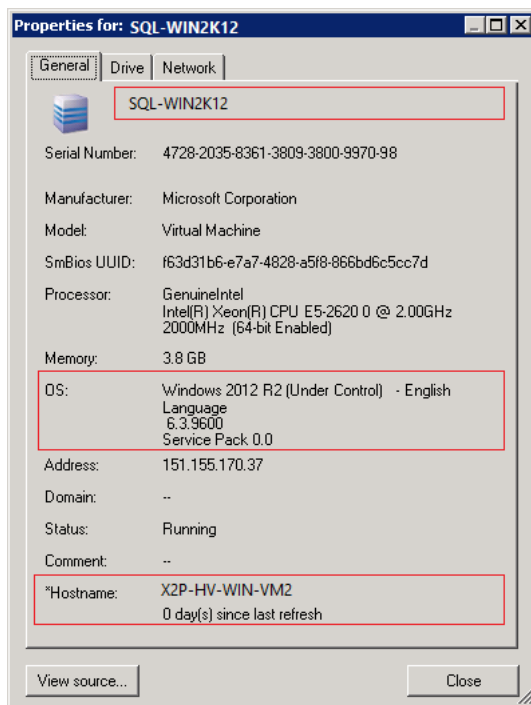 Properties for: SQL-WIN2K12
General Drive Network
SQL-WIN2K12
Serial Number: 4728-2035-8361-3809-3800-9970-98
Manufacturer: Microsoft Corporation
Model: Virtual Machine
SmBios UUID: f63d31b6-e7a7-4828-a5f8-866bd6c5cc7d
Processor: GenuineIntel
Intel(R) Xeon(R) CPU E5-2620 0 @ 2.00GHz
2000MHz (64-bit Enabled)
Memory: 3.8 GB
OS: Windows 2012 R2 (Under Control) - English
Language
6.3.9600
Service Pack 0.0
Address: 151.155.170.37
Domain: --
Status: Running
Comment: --
*Hostname: X2P-HV-WIN-VM2
0 day(s) since last refresh
View source... Close